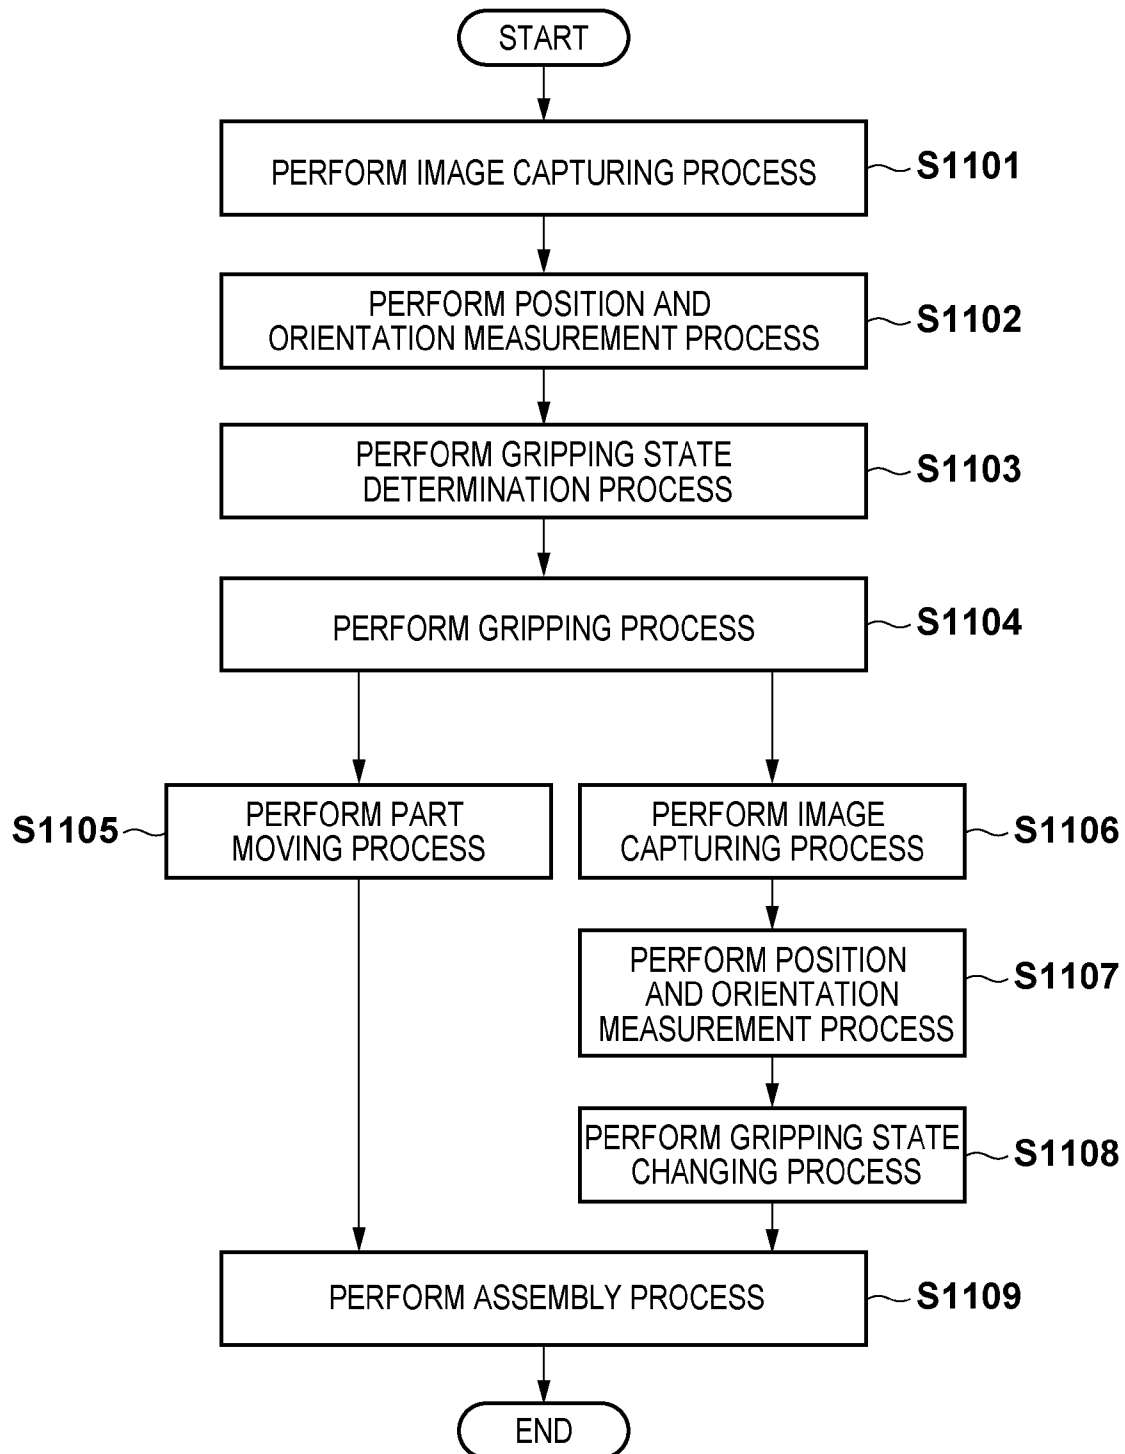 START
PERFORM IMAGE CAPTURING PROCESS
S1101
PERFORM POSITION AND
ORIENTATION MEASUREMENT PROCESS
S1102
PERFORM GRIPPING STATE
DETERMINATION PROCESS
S1103
PERFORM GRIPPING PROCESS
S1104
S1105
PERFORM PART
MOVING PROCESS
PERFORM IMAGE
CAPTURING PROCESS
S1106
PERFORM POSITION
AND ORIENTATION
MEASUREMENT PROCESS
S1107
PERFORM GRIPPING STATE
CHANGING PROCESS
S1108
PERFORM ASSEMBLY PROCESS
S1109
END